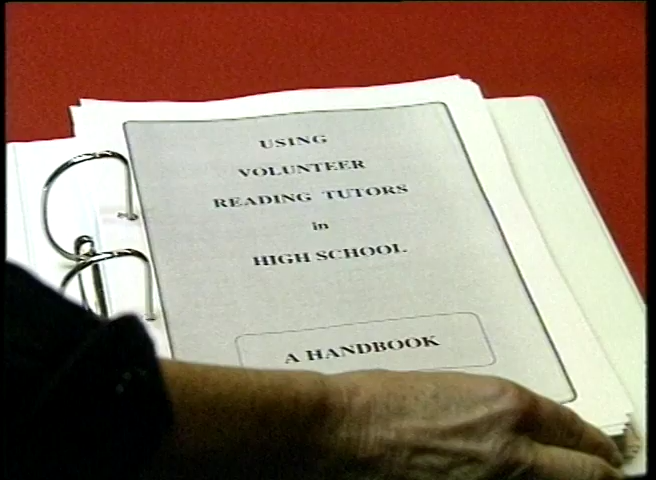 USING
VOLUNTEER
READING TUTORS
in
HIGH SCHOOL
A HANDBOOK